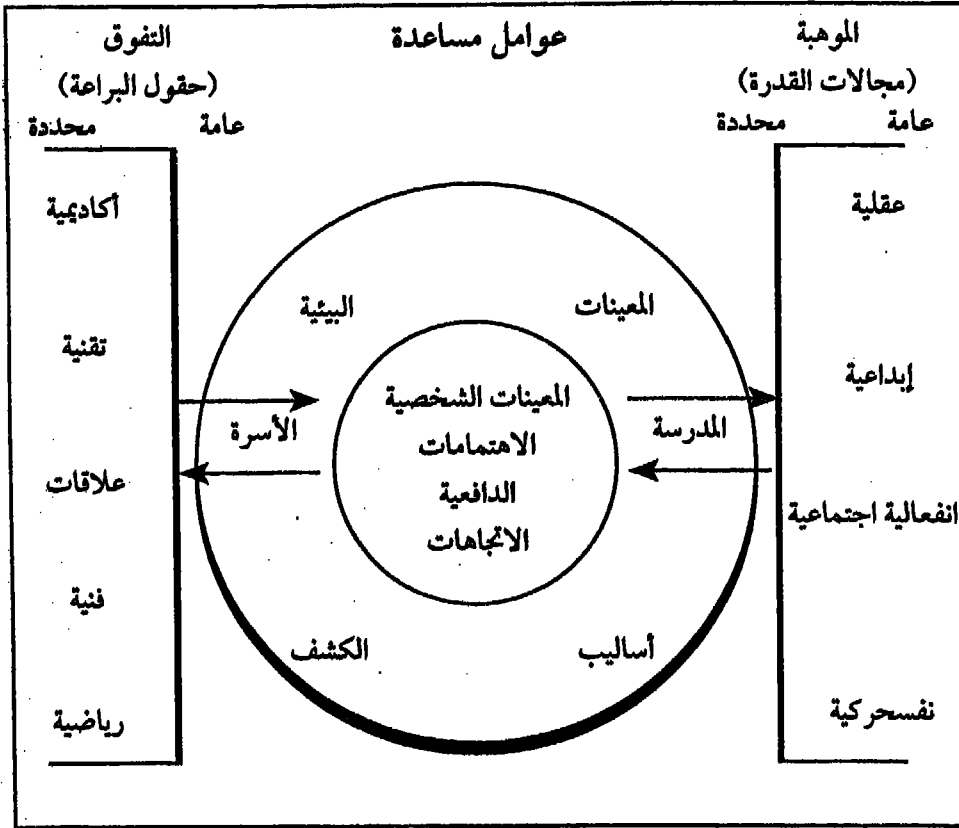 الموهبة
(مجالات القدرة)
عامة محددة
عقلية
إبداعية
انفعالية اجتماعية
نفسحركية
عوامل مساعدة
المعينات البيئية
المدرسة الأسرة
أساليب الكشف
المعينات الشخصية
الاهتمامات
الدافعية
الاتجاهات
التفوق
(حقول البراعة)
عامة محددة
أكاديمية
تقنية
علاقات
فنية
رياضية